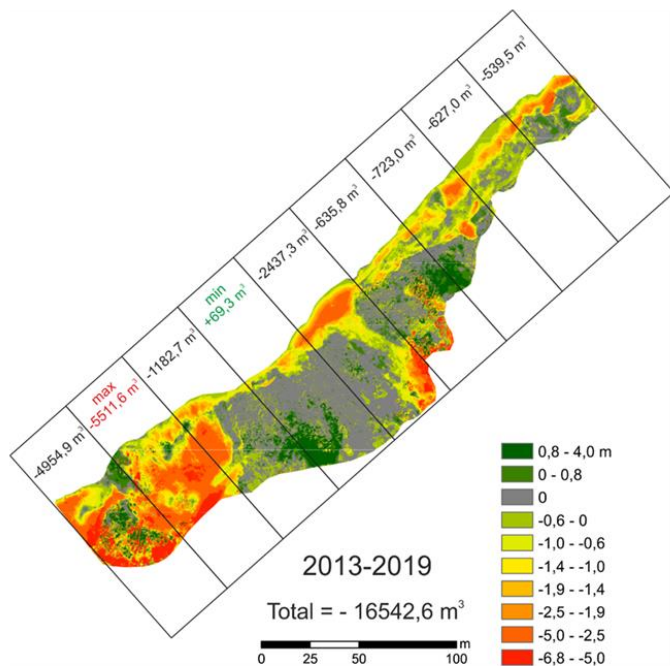 -539,5 m³
-627,0 m³
-723,0 m³
-635,8 m³
-2437,3 m³
min
+69,3 m³
-1182,7 m³
max
-5511,6 m³
-4954,9 m³
2013-2019
Total = - 16542,6 m³
0 25 50 100
m
0,8 - 4,0 m
0 - 0,8
0
-0,6 - 0
-1,0 - -0,6
-1,4 - -1,0
-1,9 - -1,4
-2,5 - -1,9
-5,0 - -2,5
-6,8 - -5,0